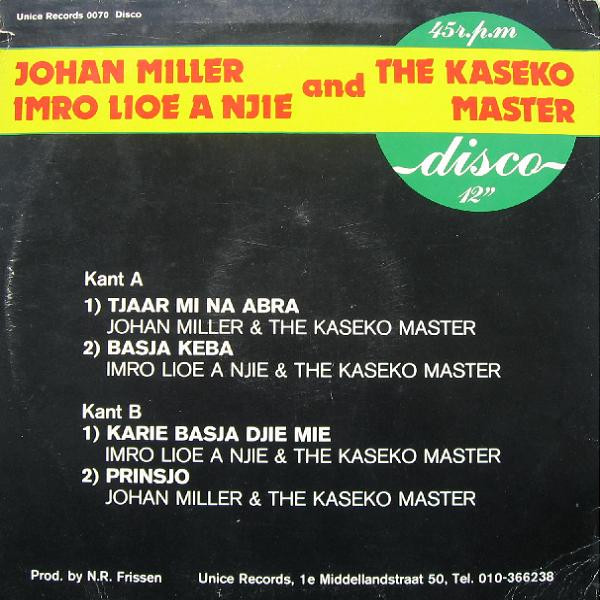 Unice Records 0070 Disco
45 r.p.m
JOHAN MILLER
IMRO LIOE A NJIE
and
THE KASEKO
MASTER
disco
12”
Kant A
1) TJAAR MI NA ABRA
JOHAN MILLER & THE KASEKO MASTER
2) BASJA KEBA
IMRO LIOE A NJIE & THE KASEKO MASTER
Kant B
1) KARIE BASJA DJIE MIE
IMRO LIOE A NJIE & THE KASEKO MASTER
2) PRINSJO
JOHAN MILLER & THE KASEKO MASTER
Prod. by N.R. Frissen
Unice Records, 1e Middellandstraat 50, Tel. 010-366238